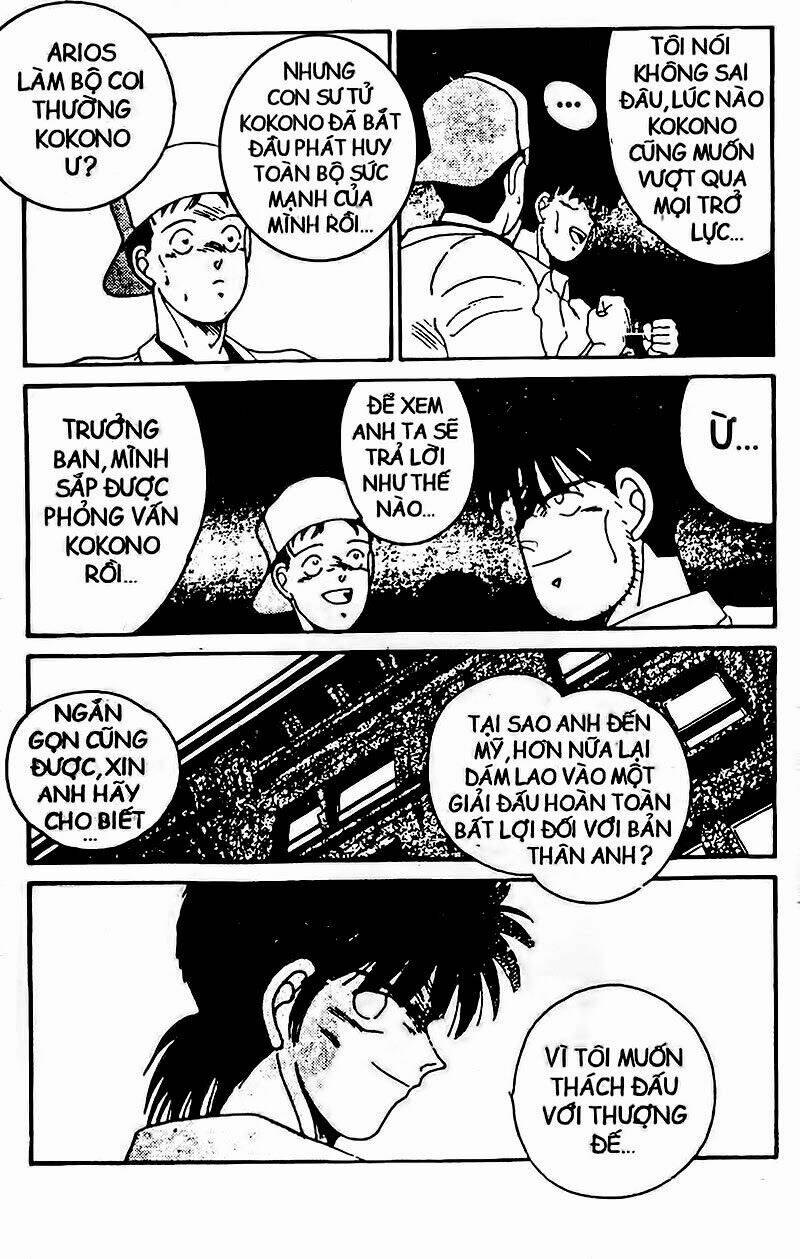 ARIOS
LÀM BỘ COI
THƯỜNG
KOKONO
Ư?
NHƯNG
CON SƯ TỬ
KOKONO ĐÃ BẮT
ĐẦU PHÁT HUY
TOÀN BỘ SỨC
MẠNH CỦA
MÌNH RỒI...
...
TÔI NÓI
KHÔNG SAI
ĐÂU, LÚC NÀO
KOKONO
CŨNG MUỐN
VƯỢT QUA
MỌI TRỞ
LỰC...
TRƯỞNG
BAN, MÌNH
SẮP ĐƯỢC
PHỎNG VẤN
KOKONO
RỒI...
ĐỂ XEM
ANH TA SẼ
TRẢ LỜI
NHƯ THẾ
NÀO...
Ừ...
NGẮN
GỌN CŨNG
ĐƯỢC, XIN
ANH HÃY
CHO BIẾT
...
TẠI SAO ANH ĐẾN
MỸ, HƠN NỮA LẠI
DÁM LAO VÀO MỘT
GIẢI ĐẤU HOÀN TOÀN
BẤT LỢI ĐỐI VỚI BẢN
THÂN ANH?
VÌ TÔI MUỐN
THÁCH ĐẤU
VỚI THƯỢNG
ĐẾ...